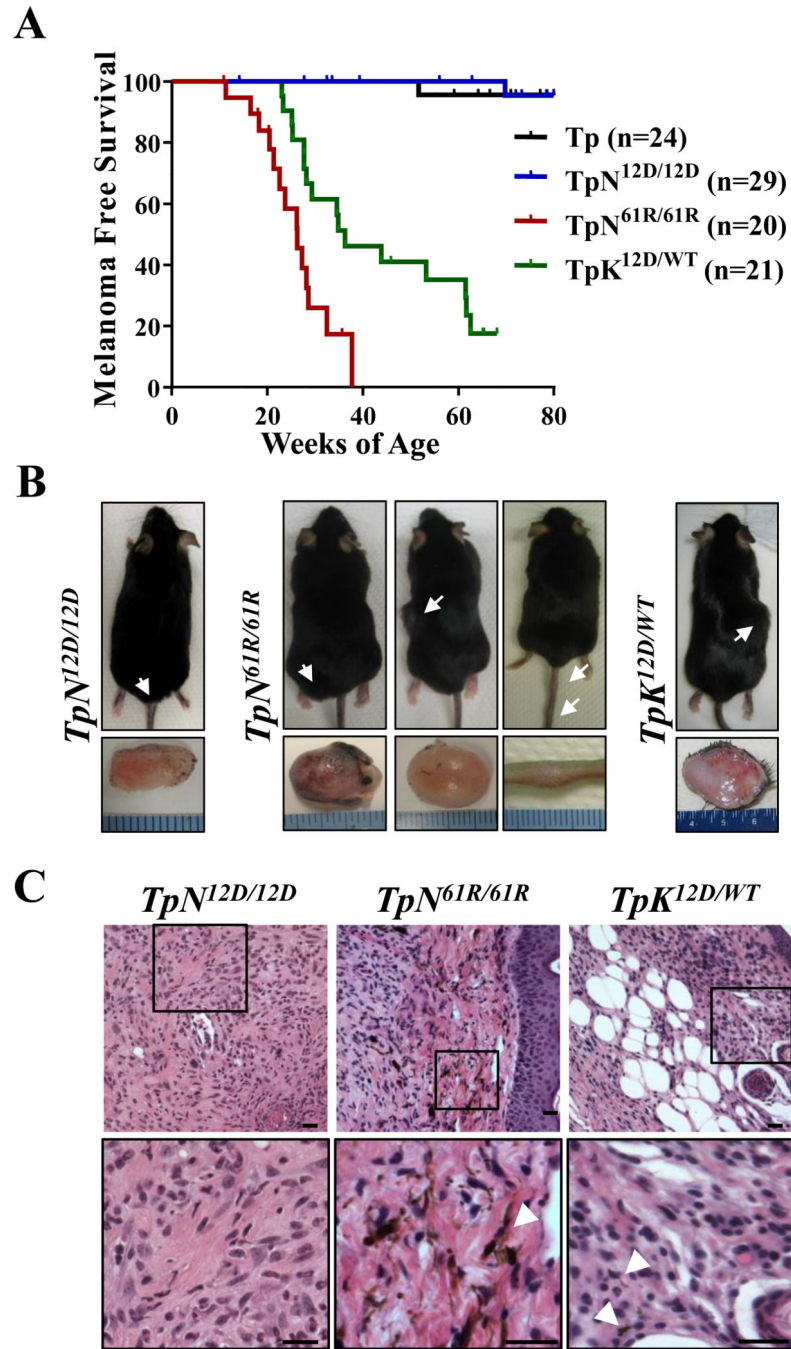 A
Melanoma Free Survival
100
80
60
40
20
0
0 20 40 60 80
Weeks of Age
Tp (n=24)
TpN12D/12D (n=29)
TpN61R/61R (n=20)
TpK12D/WT (n=21)
B
TpN12D/12D
TpN61R/61R
TpK12D/WT
4 5 6
C
TpN12D/12D TpN61R/61R TpK12D/WT